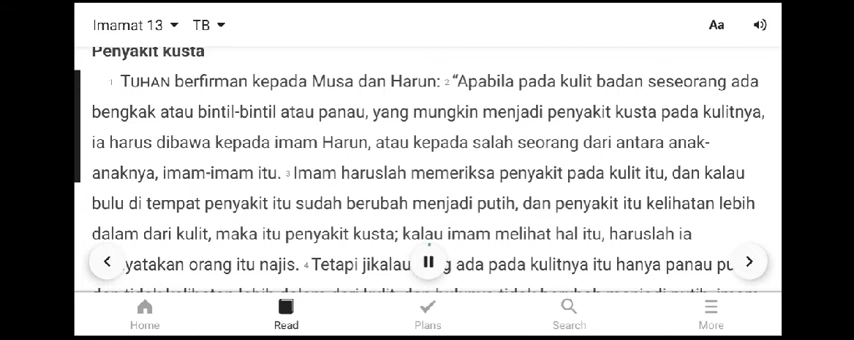 Imamat 13 TB Aa
Penyakit kusta
1 TUHAN berfirman kepada Musa dan Harun: 2 "Apabila pada kulit badan seseorang ada
bengkak atau bintil-bintil atau panau, yang mungkin menjadi penyakit kusta pada kulitnya,
ia harus dibawa kepada imam Harun, atau kepada salah seorang dari antara anak-
anaknya, imam-imam itu. 3 Imam haruslah memeriksa penyakit pada kulit itu, dan kalau
bulu di tempat penyakit itu sudah berubah menjadi putih, dan penyakit itu kelihatan lebih
dalam dari kulit, maka itu penyakit kusta; kalau imam melihat hal itu, haruslah ia
yatakan orang itu najis. 4 Tetapi jikalau g ada pada kulitnya itu hanya panau pu
Home Read Plans Search More